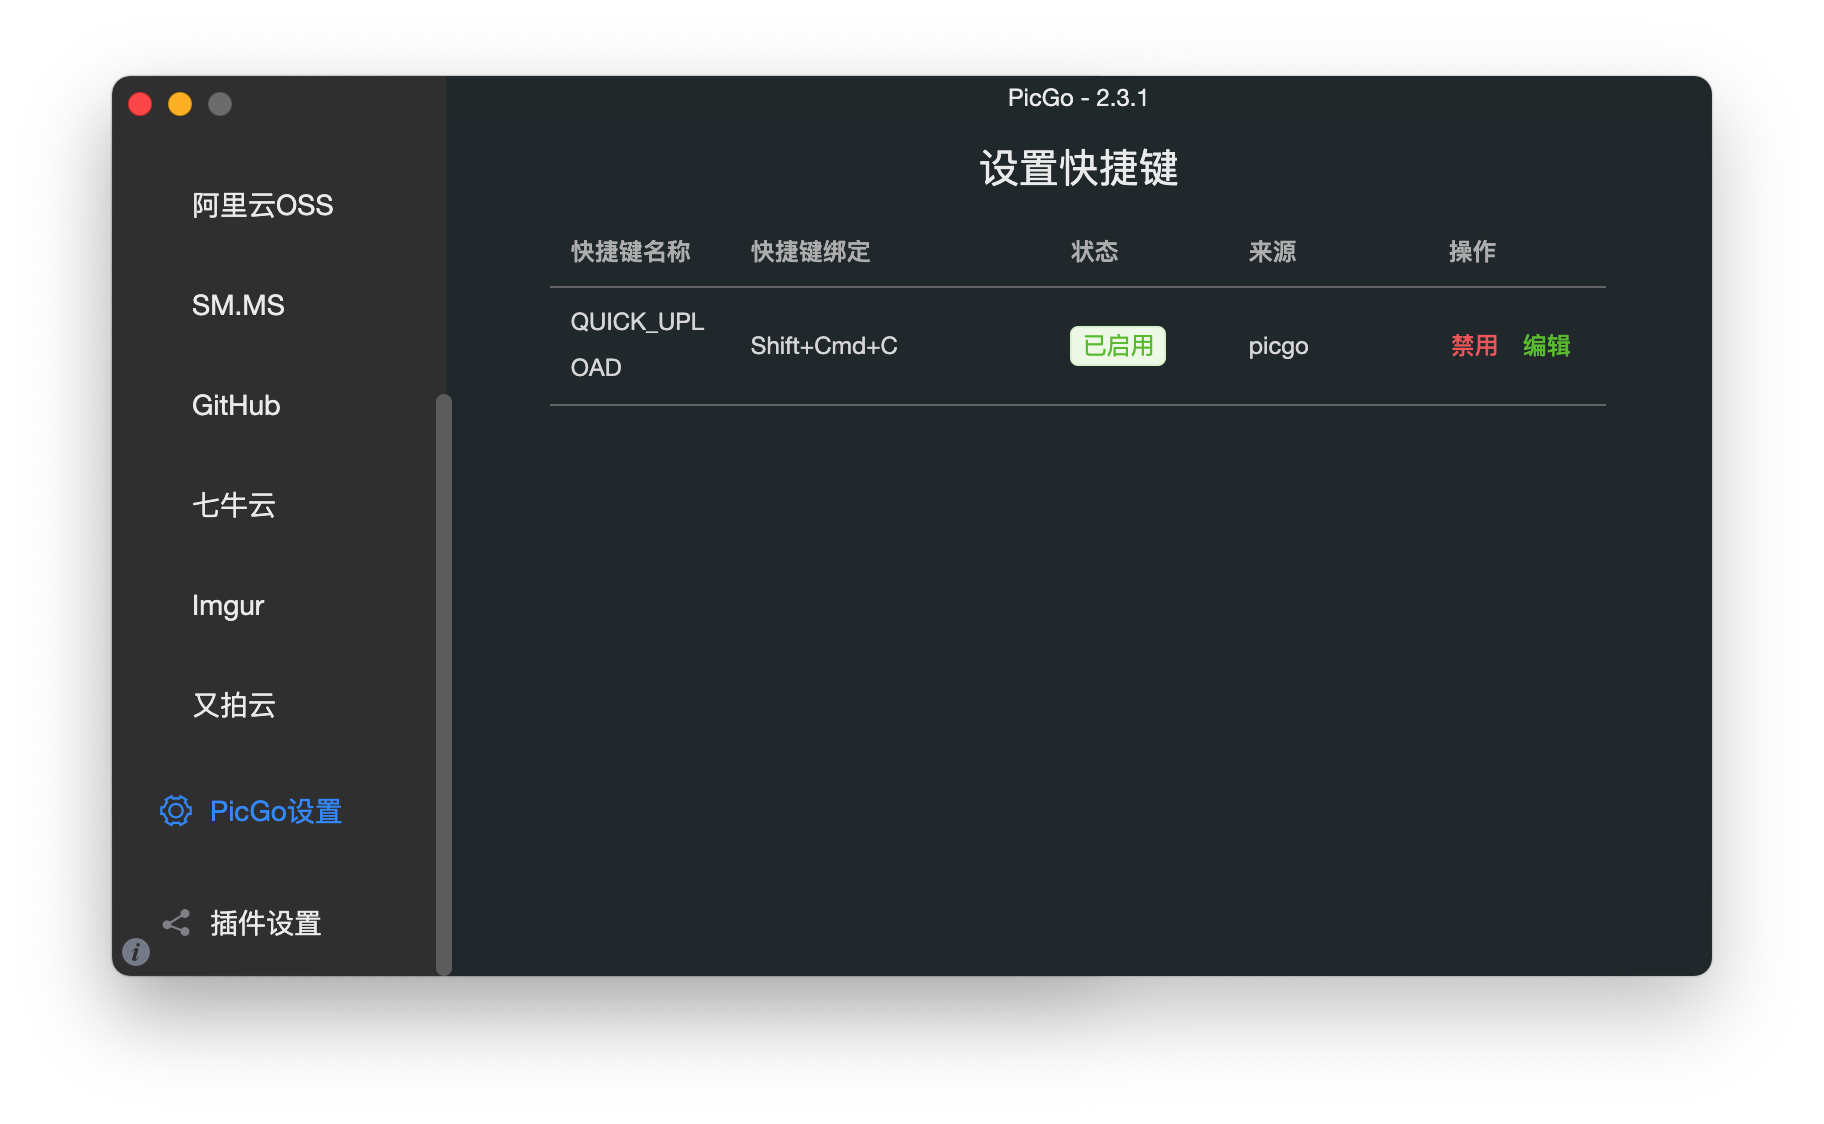 PicGo - 2.3.1
阿里云OSS
SM.MS
GitHub
七牛云
Imgur
又拍云
PicGo设置
插件设置
i
设置快捷键
快捷键名称 快捷键绑定 状态 来源 操作
QUICK_UPL
OAD
Shift+Cmd+C 已启用 picgo 禁用 编辑